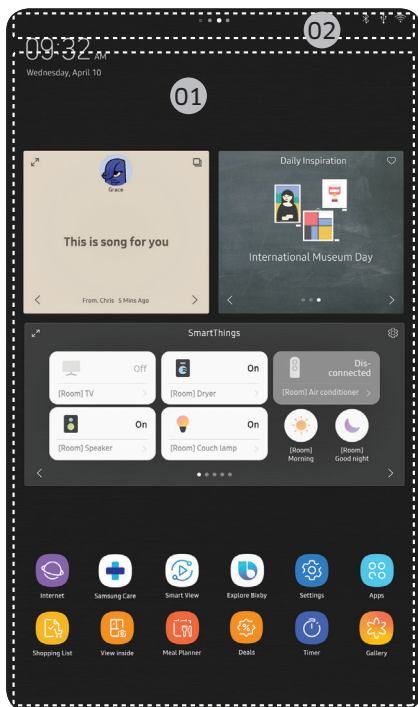 02
09:32 AM
Wednesday, April 10
01
Grace
This is song for you
From. Chris 5 Mins Ago
Daily Inspiration
International Museum Day
SmartThings
Off
[Room] TV
On
[Room] Dryer
Dis-
connected
[Room] Air conditioner
On
[Room] Speaker
On
[Room] Couch lamp
[Room]
Morning
[Room]
Good night
Internet
Samsung Care
Smart View
Explore Bixby
Settings
Apps
Shopping List
View inside
Meal Planner
Deals
Timer
Gallery